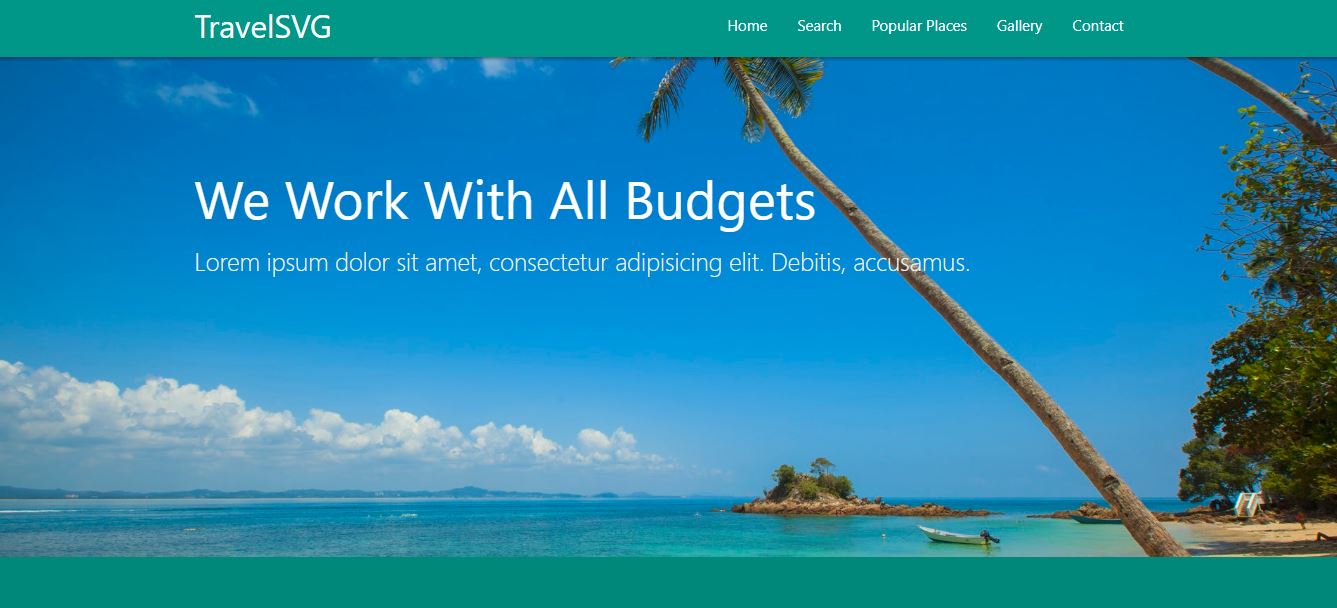 TravelSVG
Home Search Popular Places Gallery Contact
We Work With All Budgets
Lorem ipsum dolor sit amet, consectetur adipisicing elit. Debitis, accusamus.